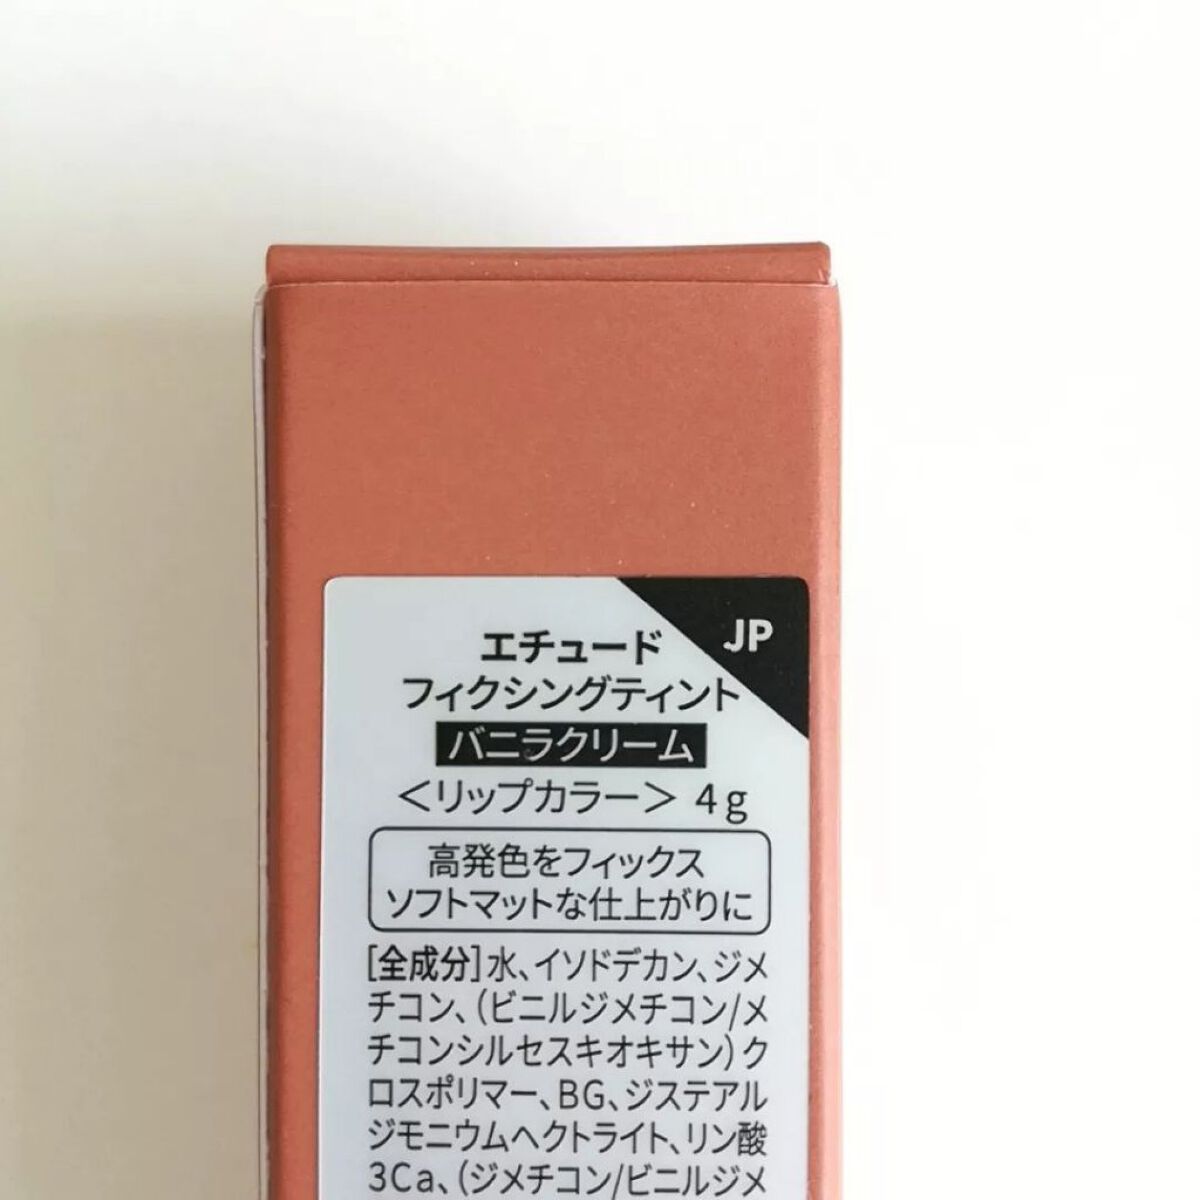 JP
エチュード
フィクシングティント
バニラクリーム
＜リップカラー＞ 4g
高発色をフィックス
ソフトマットな仕上がりに
[全成分]水、イソドデカン、ジメ
チコン、(ビニルジメチコン/メ
チコンシルセスキオキサン)ク
ロスポリマー、BG、ジステアル
ジモニウムヘクトライト、リン酸
3Ca、(ジメチコン/ビニルジメ